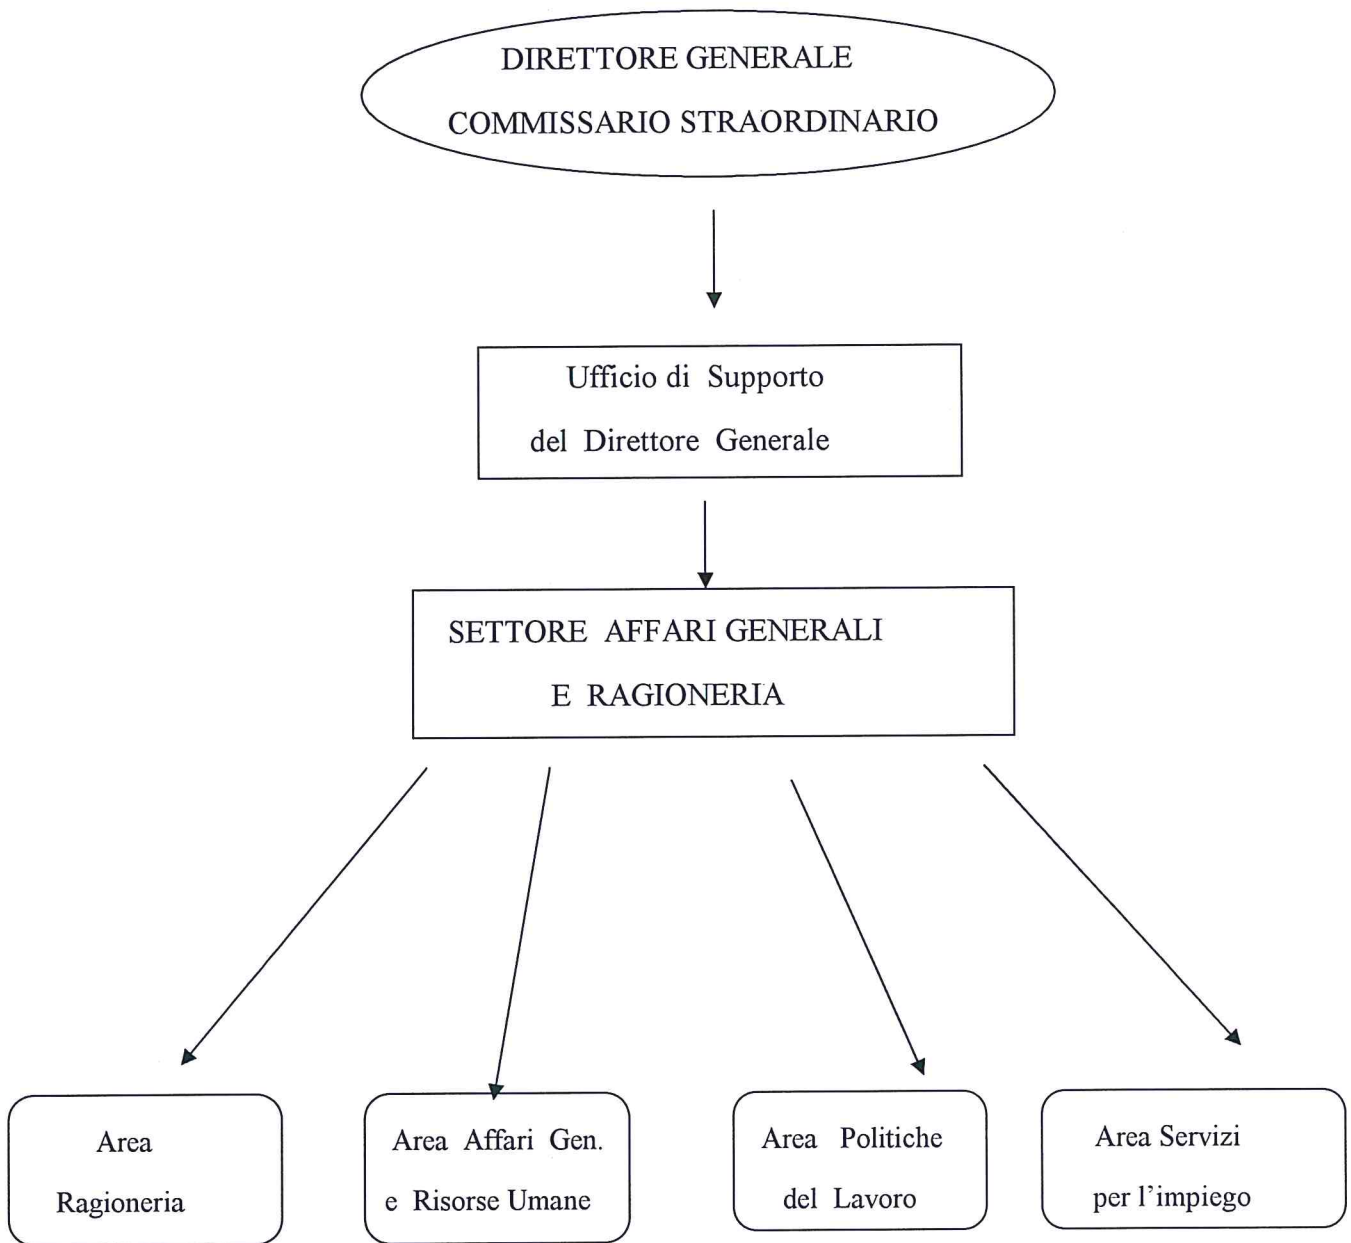 DIRETTORE GENERALE
COMMISSARIO STRAORDINARIO
Ufficio di Supporto
del Direttore Generale
SETTORE AFFARI GENERALI
E RAGIONERIA
Area
Ragioneria
Area Affari Gen.
e Risorse Umane
Area Politiche
del Lavoro
Area Servizi
per l'impiego